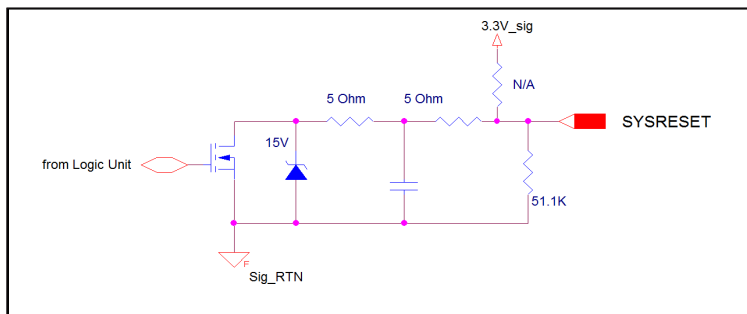 3.3V_sig
N/A
5 Ohm
5 Ohm
SYSRESET
15V
from Logic Unit
51.1K
F
Sig_RTN